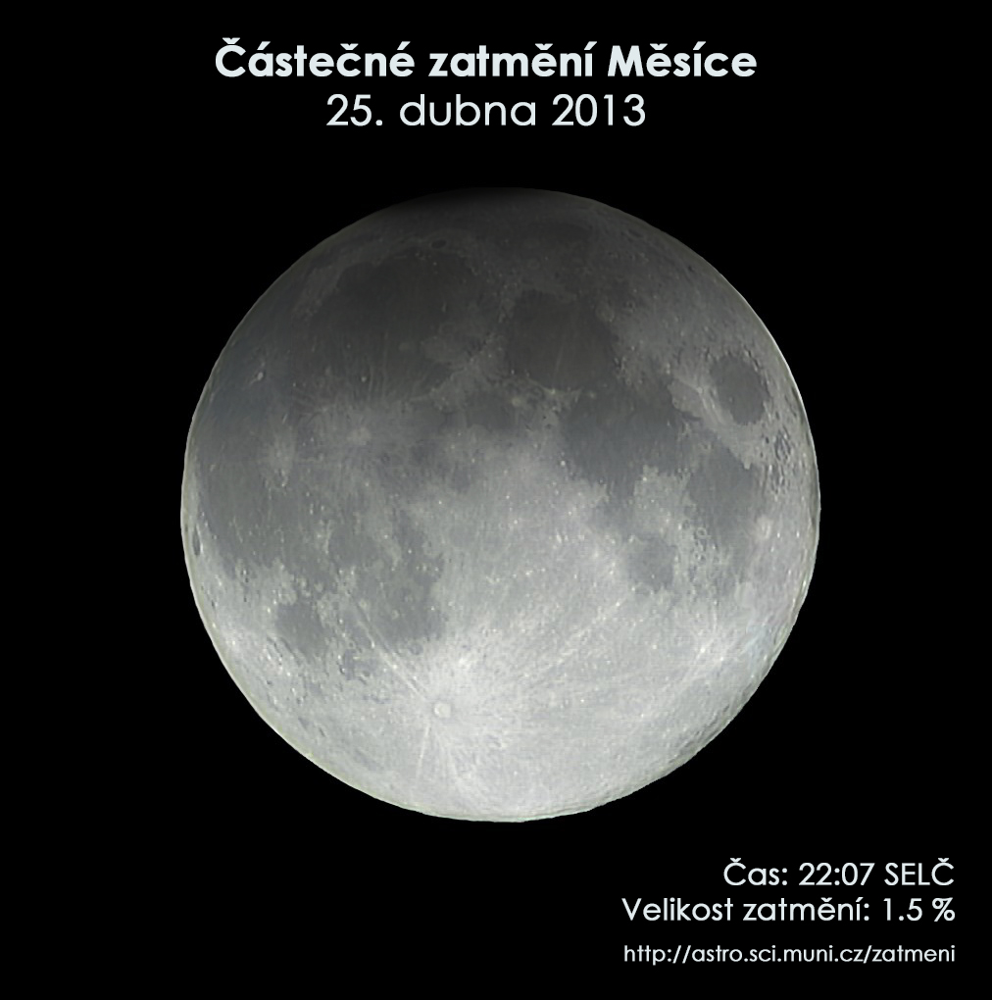 Částečné zatmění Měsíce
25. dubna 2013
Čas: 22:07 SELČ
Velikost zatmění: 1.5 %
http://astro.sci.muni.cz/zatmeni